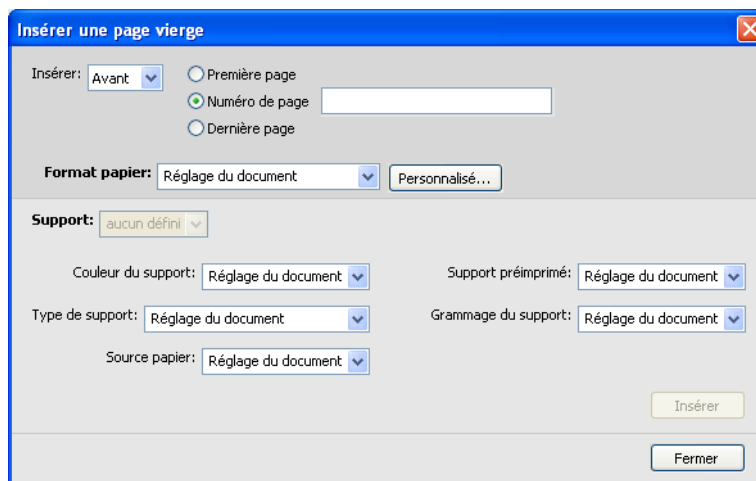 Insérer une page vierge
Insérer: Avant Première page
Numéro de page
Dernière page
Format papier: Réglage du document Personnalisé...
Support: aucun défini
Couleur du support: Réglage du document Support préimprimé: Réglage du document
Type de support: Réglage du document Grammage du support: Réglage du document
Source papier: Réglage du document
Insérer
Fermer